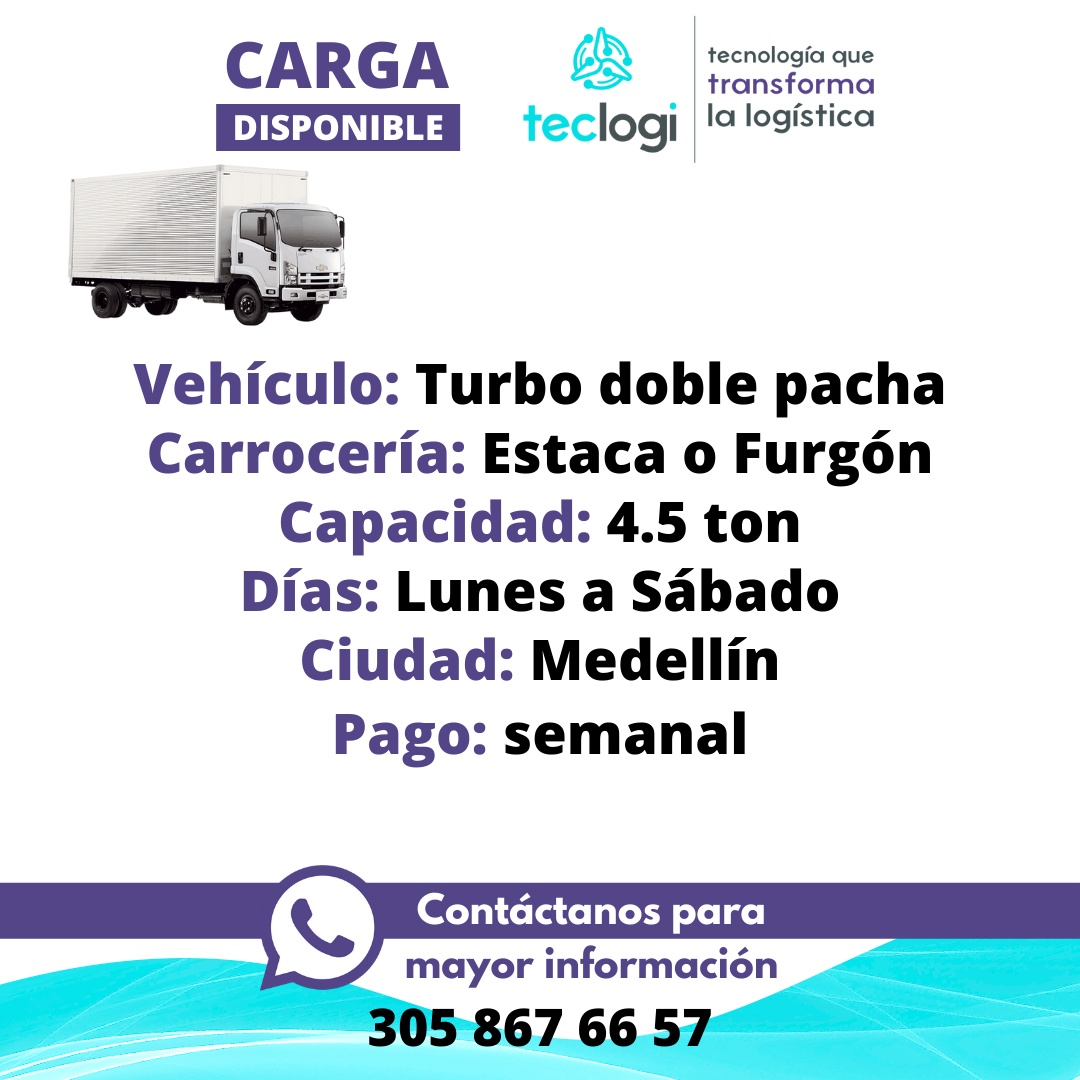 CARGA
DISPONIBLE
teclogi
tecnología que
transforma
la logística
Vehículo: Turbo doble pacha
Carrocería: Estaca o Furgón
Capacidad: 4.5 ton
Días: Lunes a Sábado
Ciudad: Medellín
Pago: semanal
Contáctanos para
mayor información
305 867 66 57